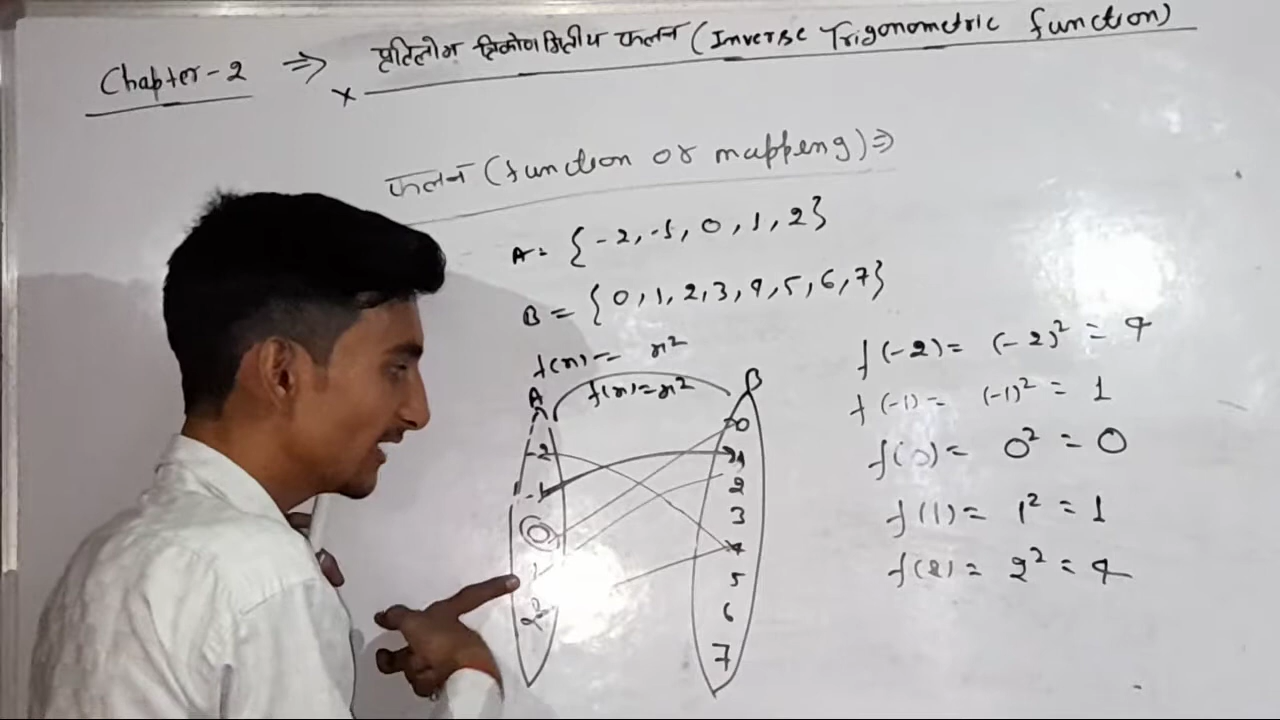 Chapter-2 ⇒ प्रतिलोम त्रिकोणमितीय फलन (Inverse Trigonometric function)
फलन (function or mappeng) ⇒
A = {-2, -1, 0, 1, 2}
B = {0, 1, 2, 3, 4, 5, 6, 7}
f(x) = x²
f(x) = x²
A
B
-2
-1
0
1
2
0
1
2
3
4
5
6
7
f(-2) = (-2)² = 4
f(-1) = (-1)² = 1
f(0) = 0² = 0
f(1) = 1² = 1
f(2) = 2² = 4